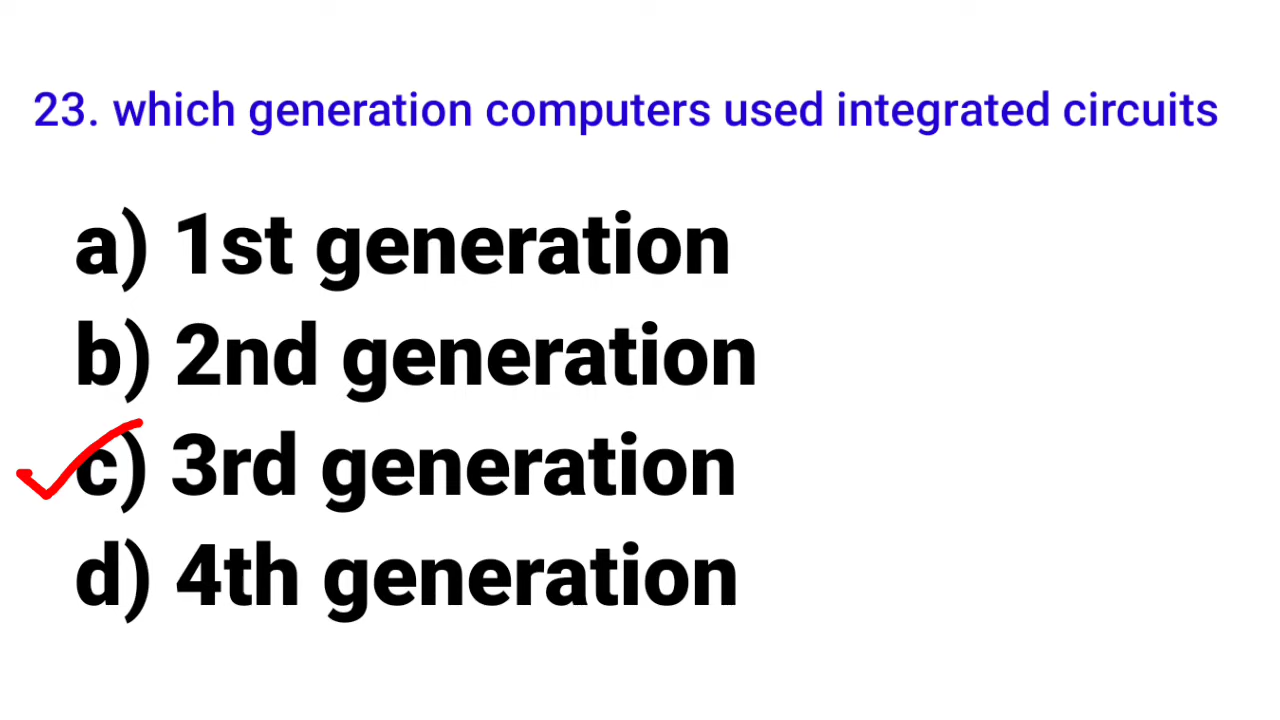 23. which generation computers used integrated circuits
a) 1st generation
b) 2nd generation
c) 3rd generation
d) 4th generation